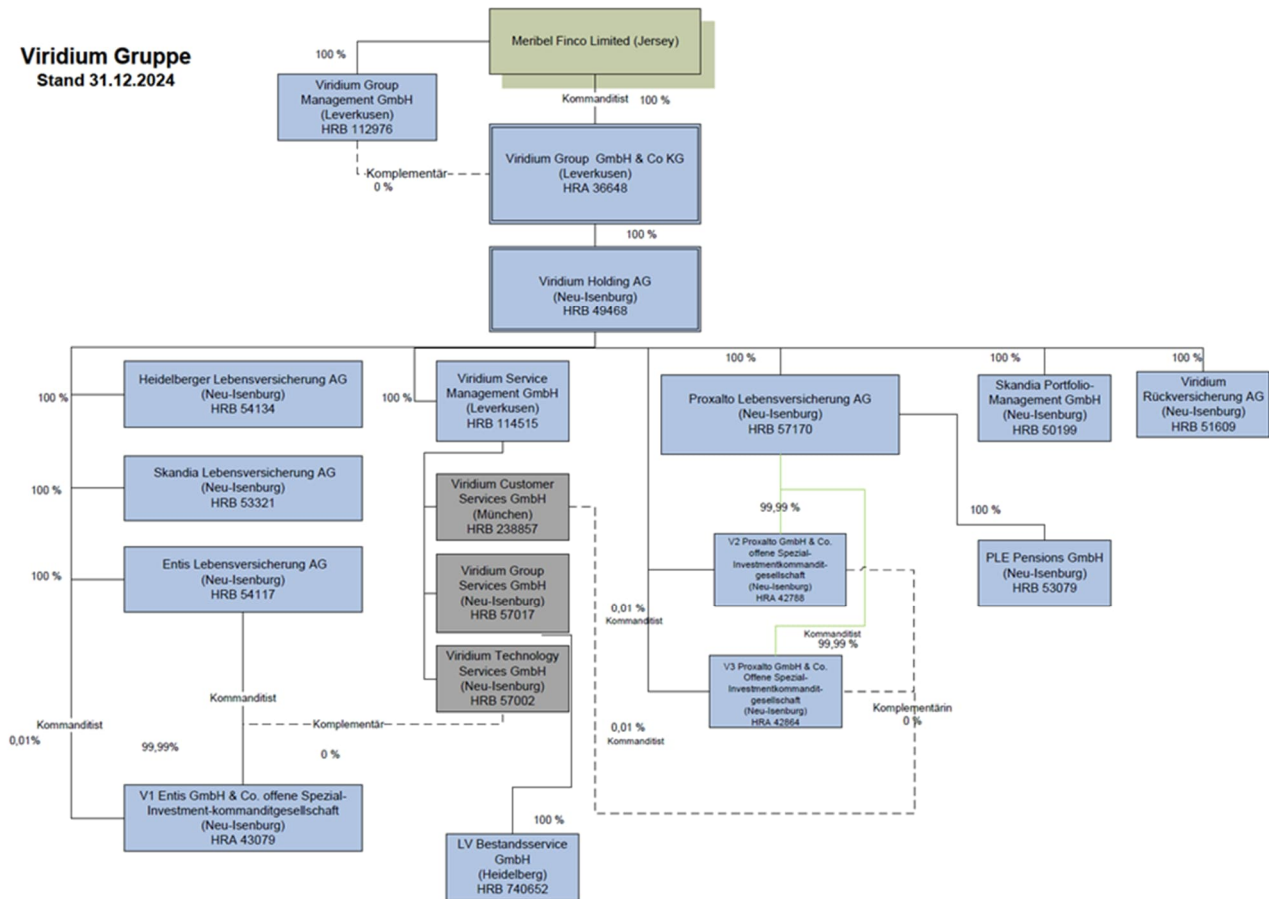 Viridium Gruppe
Stand 31.12.2024
Meribel Finco Limited (Jersey)
100 %
Viridium Group
Management GmbH
(Leverkusen)
HRB 112976
Kommanditist
100 %
Komplementär
0 %
Viridium Group GmbH & Co KG
(Leverkusen)
HRA 36648
100 %
Viridium Holding AG
(Neu-Isenburg)
HRB 49468
100 %
Heidelberger Lebensversicherung AG
(Neu-Isenburg)
HRB 54134
100 %
Viridium Service
Management GmbH
(Leverkusen)
HRB 114515
100 %
Proxalto Lebensversicherung AG
(Neu-Isenburg)
HRB 57170
100 %
Skandia Portfolio-
Management GmbH
(Neu-Isenburg)
HRB 50199
100 %
Viridium
Rückversicherung AG
(Neu-Isenburg)
HRB 51609
100 %
Skandia Lebensversicherung AG
(Neu-Isenburg)
HRB 53321
Viridium Customer
Services GmbH
(München)
HRB 238857
99,99 %
100 %
100 %
Entis Lebensversicherung AG
(Neu-Isenburg)
HRB 54117
Viridium Group
Services GmbH
(Neu-Isenburg)
HRB 57017
V2 Proxalto GmbH & Co.
offene Spezial-
Investmentkommandit-
gesellschaft
(Neu-Isenburg)
HRA 42788
PLE Pensions GmbH
(Neu-Isenburg)
HRB 53079
0,01 %
Kommanditist
Kommanditist
99,99 %
Viridium Technology
Services GmbH
(Neu-Isenburg)
HRB 57002
V3 Proxalto GmbH & Co.
Offene Spezial-
Investmentkommandit-
gesellschaft
(Neu-Isenburg)
HRA 42864
Kommanditist
Komplementärin
0 %
Kommanditist
0,01%
99,99%
Komplementär
0 %
0,01 %
Kommanditist
V1 Entis GmbH & Co. offene Spezial-
Investment-kommanditgesellschaft
(Neu-Isenburg)
HRA 43079
100 %
LV Bestandsservice
GmbH
(Heidelberg)
HRB 740652